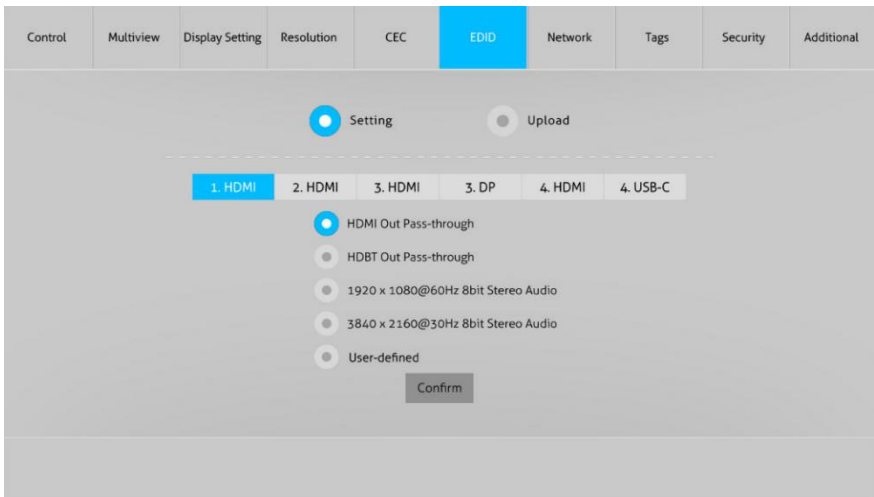 Control Multiview Display Setting Resolution CEC EDID Network Tags Security Additional
Setting Upload
1. HDMI 2. HDMI 3. HDMI 3. DP 4. HDMI 4. USB-C
HDMI Out Pass-through
HDBT Out Pass-through
1920 x 1080@60Hz 8bit Stereo Audio
3840 x 2160@30Hz 8bit Stereo Audio
User-defined
Confirm